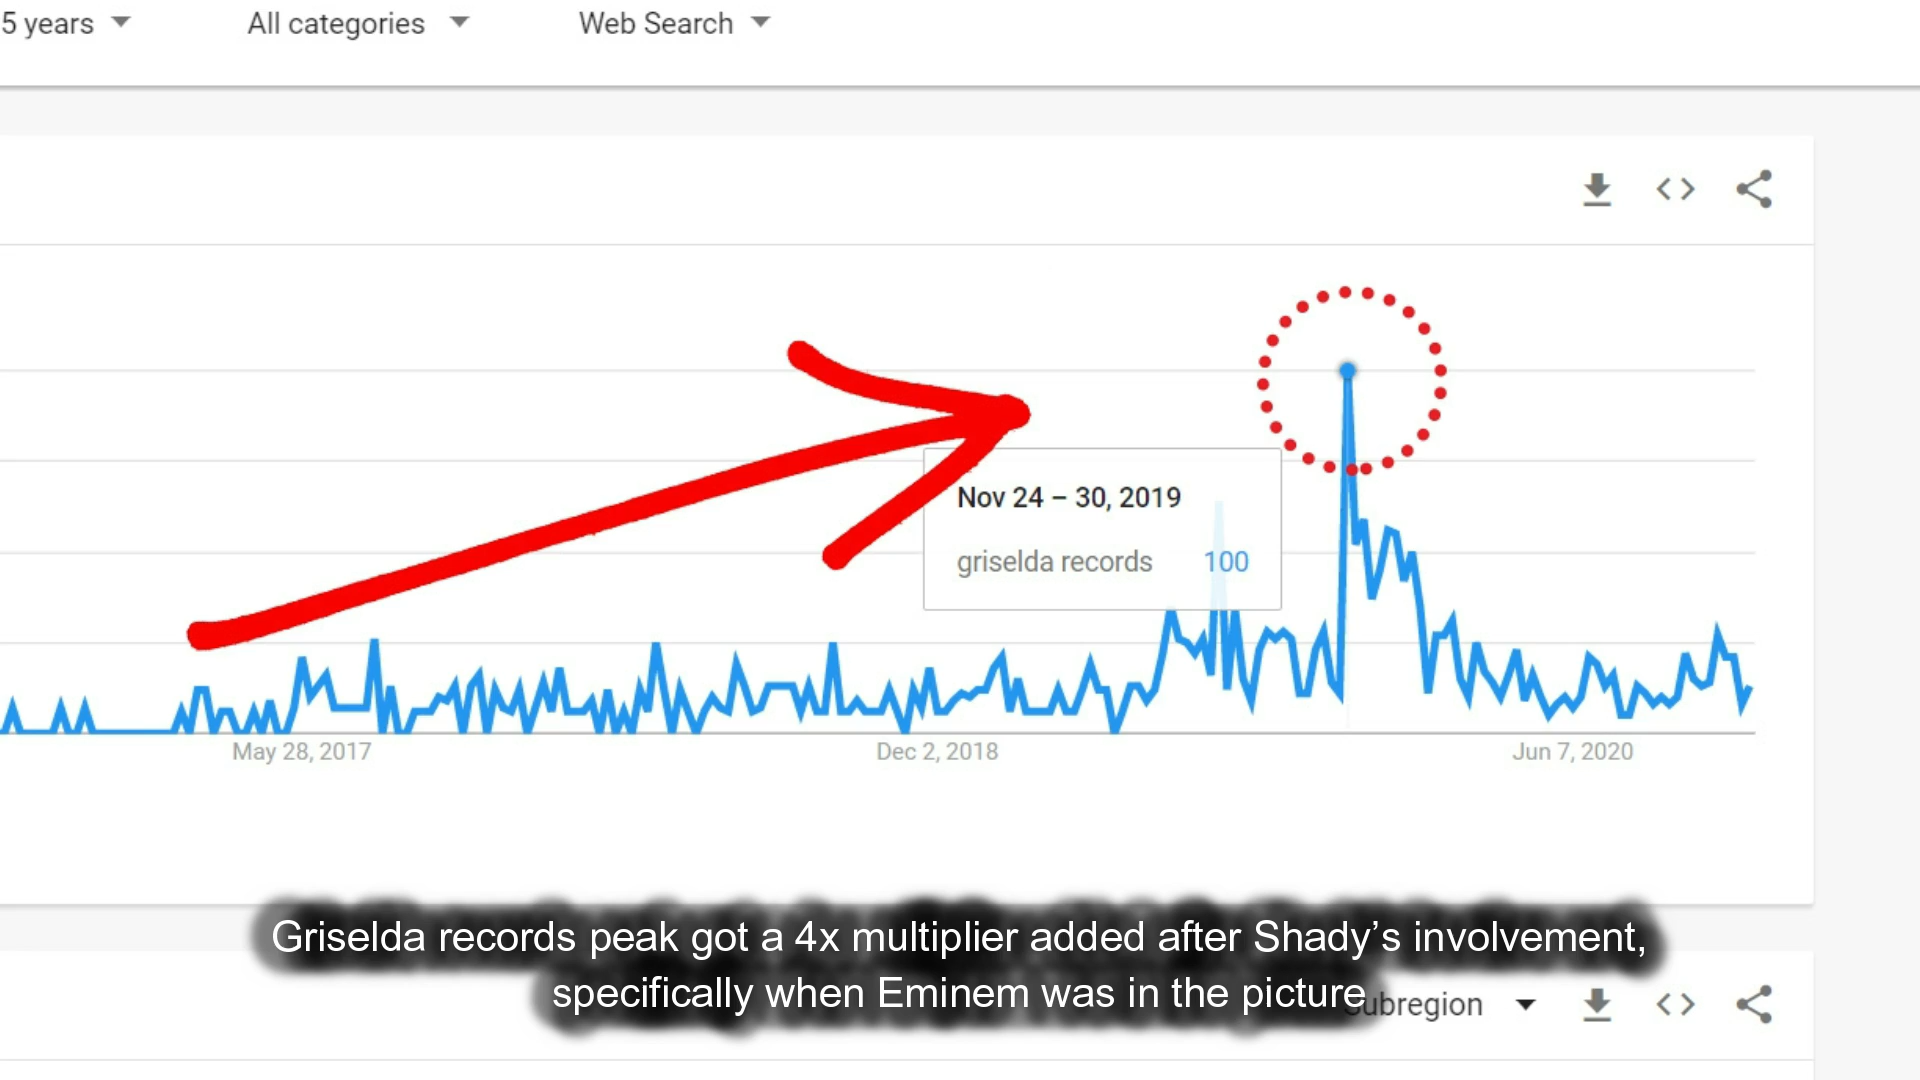 5 years
All categories
Web Search
Nov 24 – 30, 2019
griselda records 100
May 28, 2017
Dec 2, 2018
Jun 7, 2020
Griselda records peak got a 4x multiplier added after Shady’s involvement,
specifically when Eminem was in the picture
ubregion